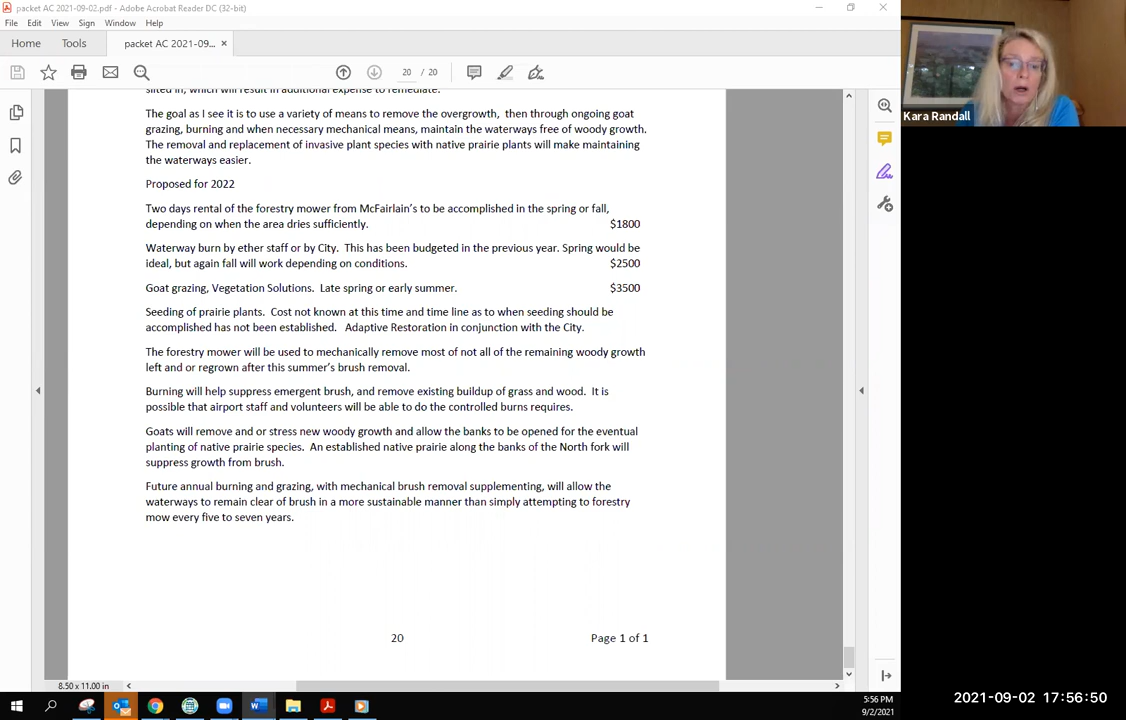 packet AC 2021-09-02.pdf - Adobe Acrobat Reader DC (32-bit)
File Edit View Sign Window Help
Home Tools packet AC 2021-09... ×
20 / 20
silted in, which will result in additional expense to remediate.
The goal as I see it is to use a variety of means to remove the overgrowth, then through ongoing goat
grazing, burning and when necessary mechanical means, maintain the waterways free of woody growth.
The removal and replacement of invasive plant species with native prairie plants will make maintaining
the waterways easier.
Proposed for 2022
Two days rental of the forestry mower from McFairlain's to be accomplished in the spring or fall,
depending on when the area dries sufficiently. $1800
Waterway burn by ether staff or by City. This has been budgeted in the previous year. Spring would be
ideal, but again fall will work depending on conditions. $2500
Goat grazing, Vegetation Solutions. Late spring or early summer. $3500
Seeding of prairie plants. Cost not known at this time and time line as to when seeding should be
accomplished has not been established. Adaptive Restoration in conjunction with the City.
The forestry mower will be used to mechanically remove most of not all of the remaining woody growth
left and or regrown after this summer's brush removal.
Burning will help suppress emergent brush, and remove existing buildup of grass and wood. It is
possible that airport staff and volunteers will be able to do the controlled burns requires.
Goats will remove and or stress new woody growth and allow the banks to be opened for the eventual
planting of native prairie species. An established native prairie along the banks of the North fork will
suppress growth from brush.
Future annual burning and grazing, with mechanical brush removal supplementing, will allow the
waterways to remain clear of brush in a more sustainable manner than simply attempting to forestry
mow every five to seven years.
20 Page 1 of 1
8.50 x 11.00 in
5:56 PM
9/2/2021
Kara Randall
2021-09-02 17:56:50